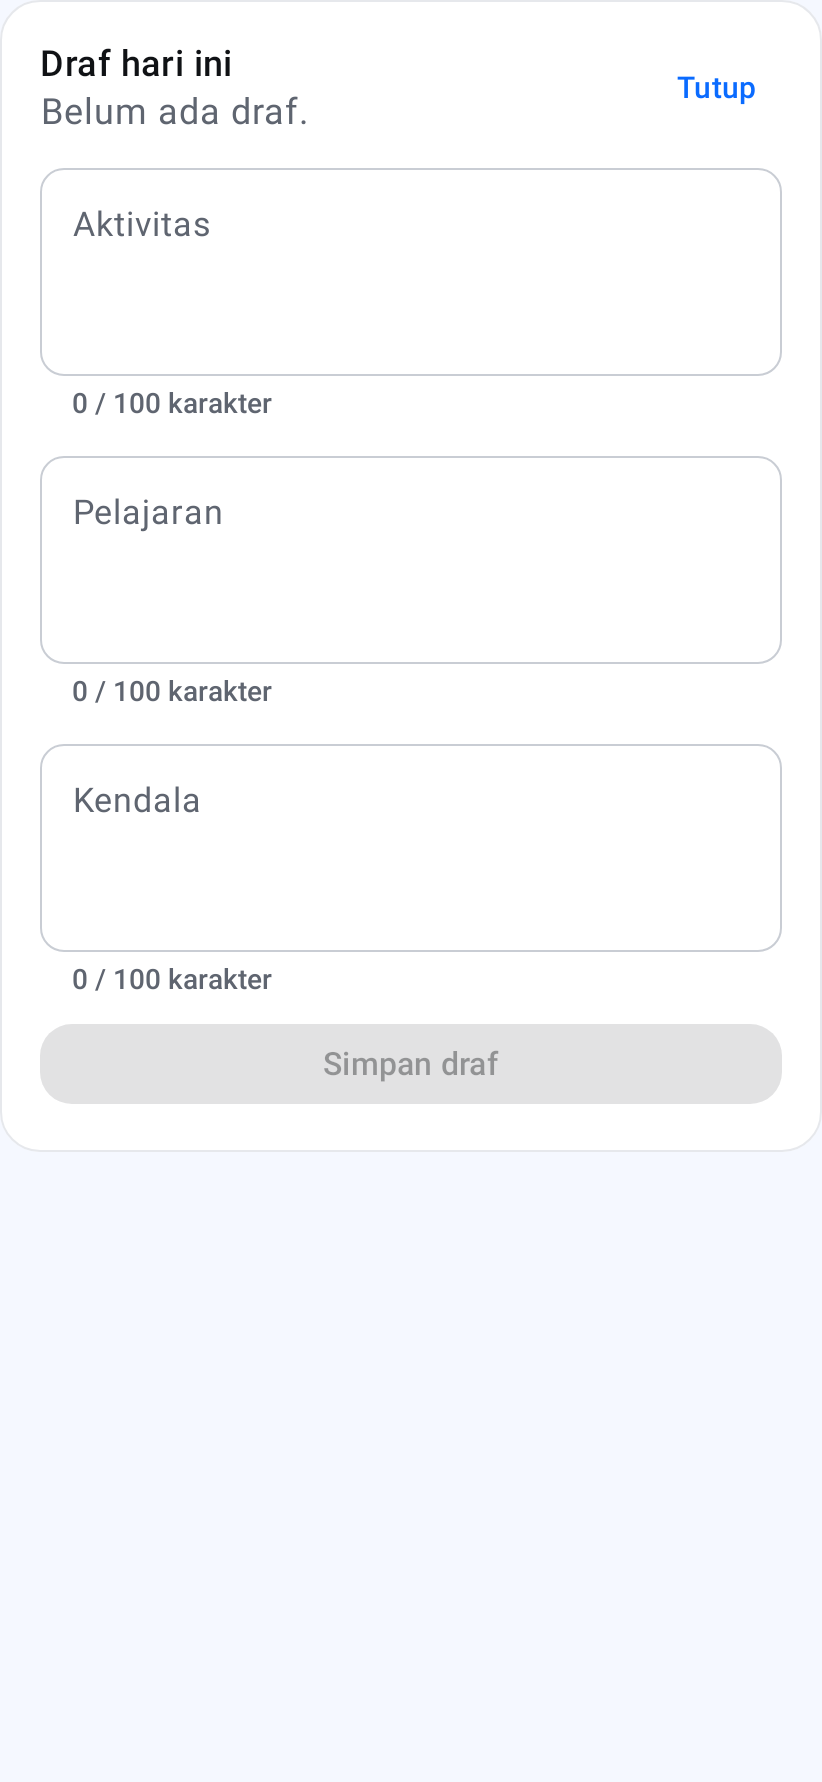 Draf hari ini
Belum ada draf.
Tutup
Aktivitas
0 / 100 karakter
Pelajaran
0 / 100 karakter
Kendala
0 / 100 karakter
Simpan draf